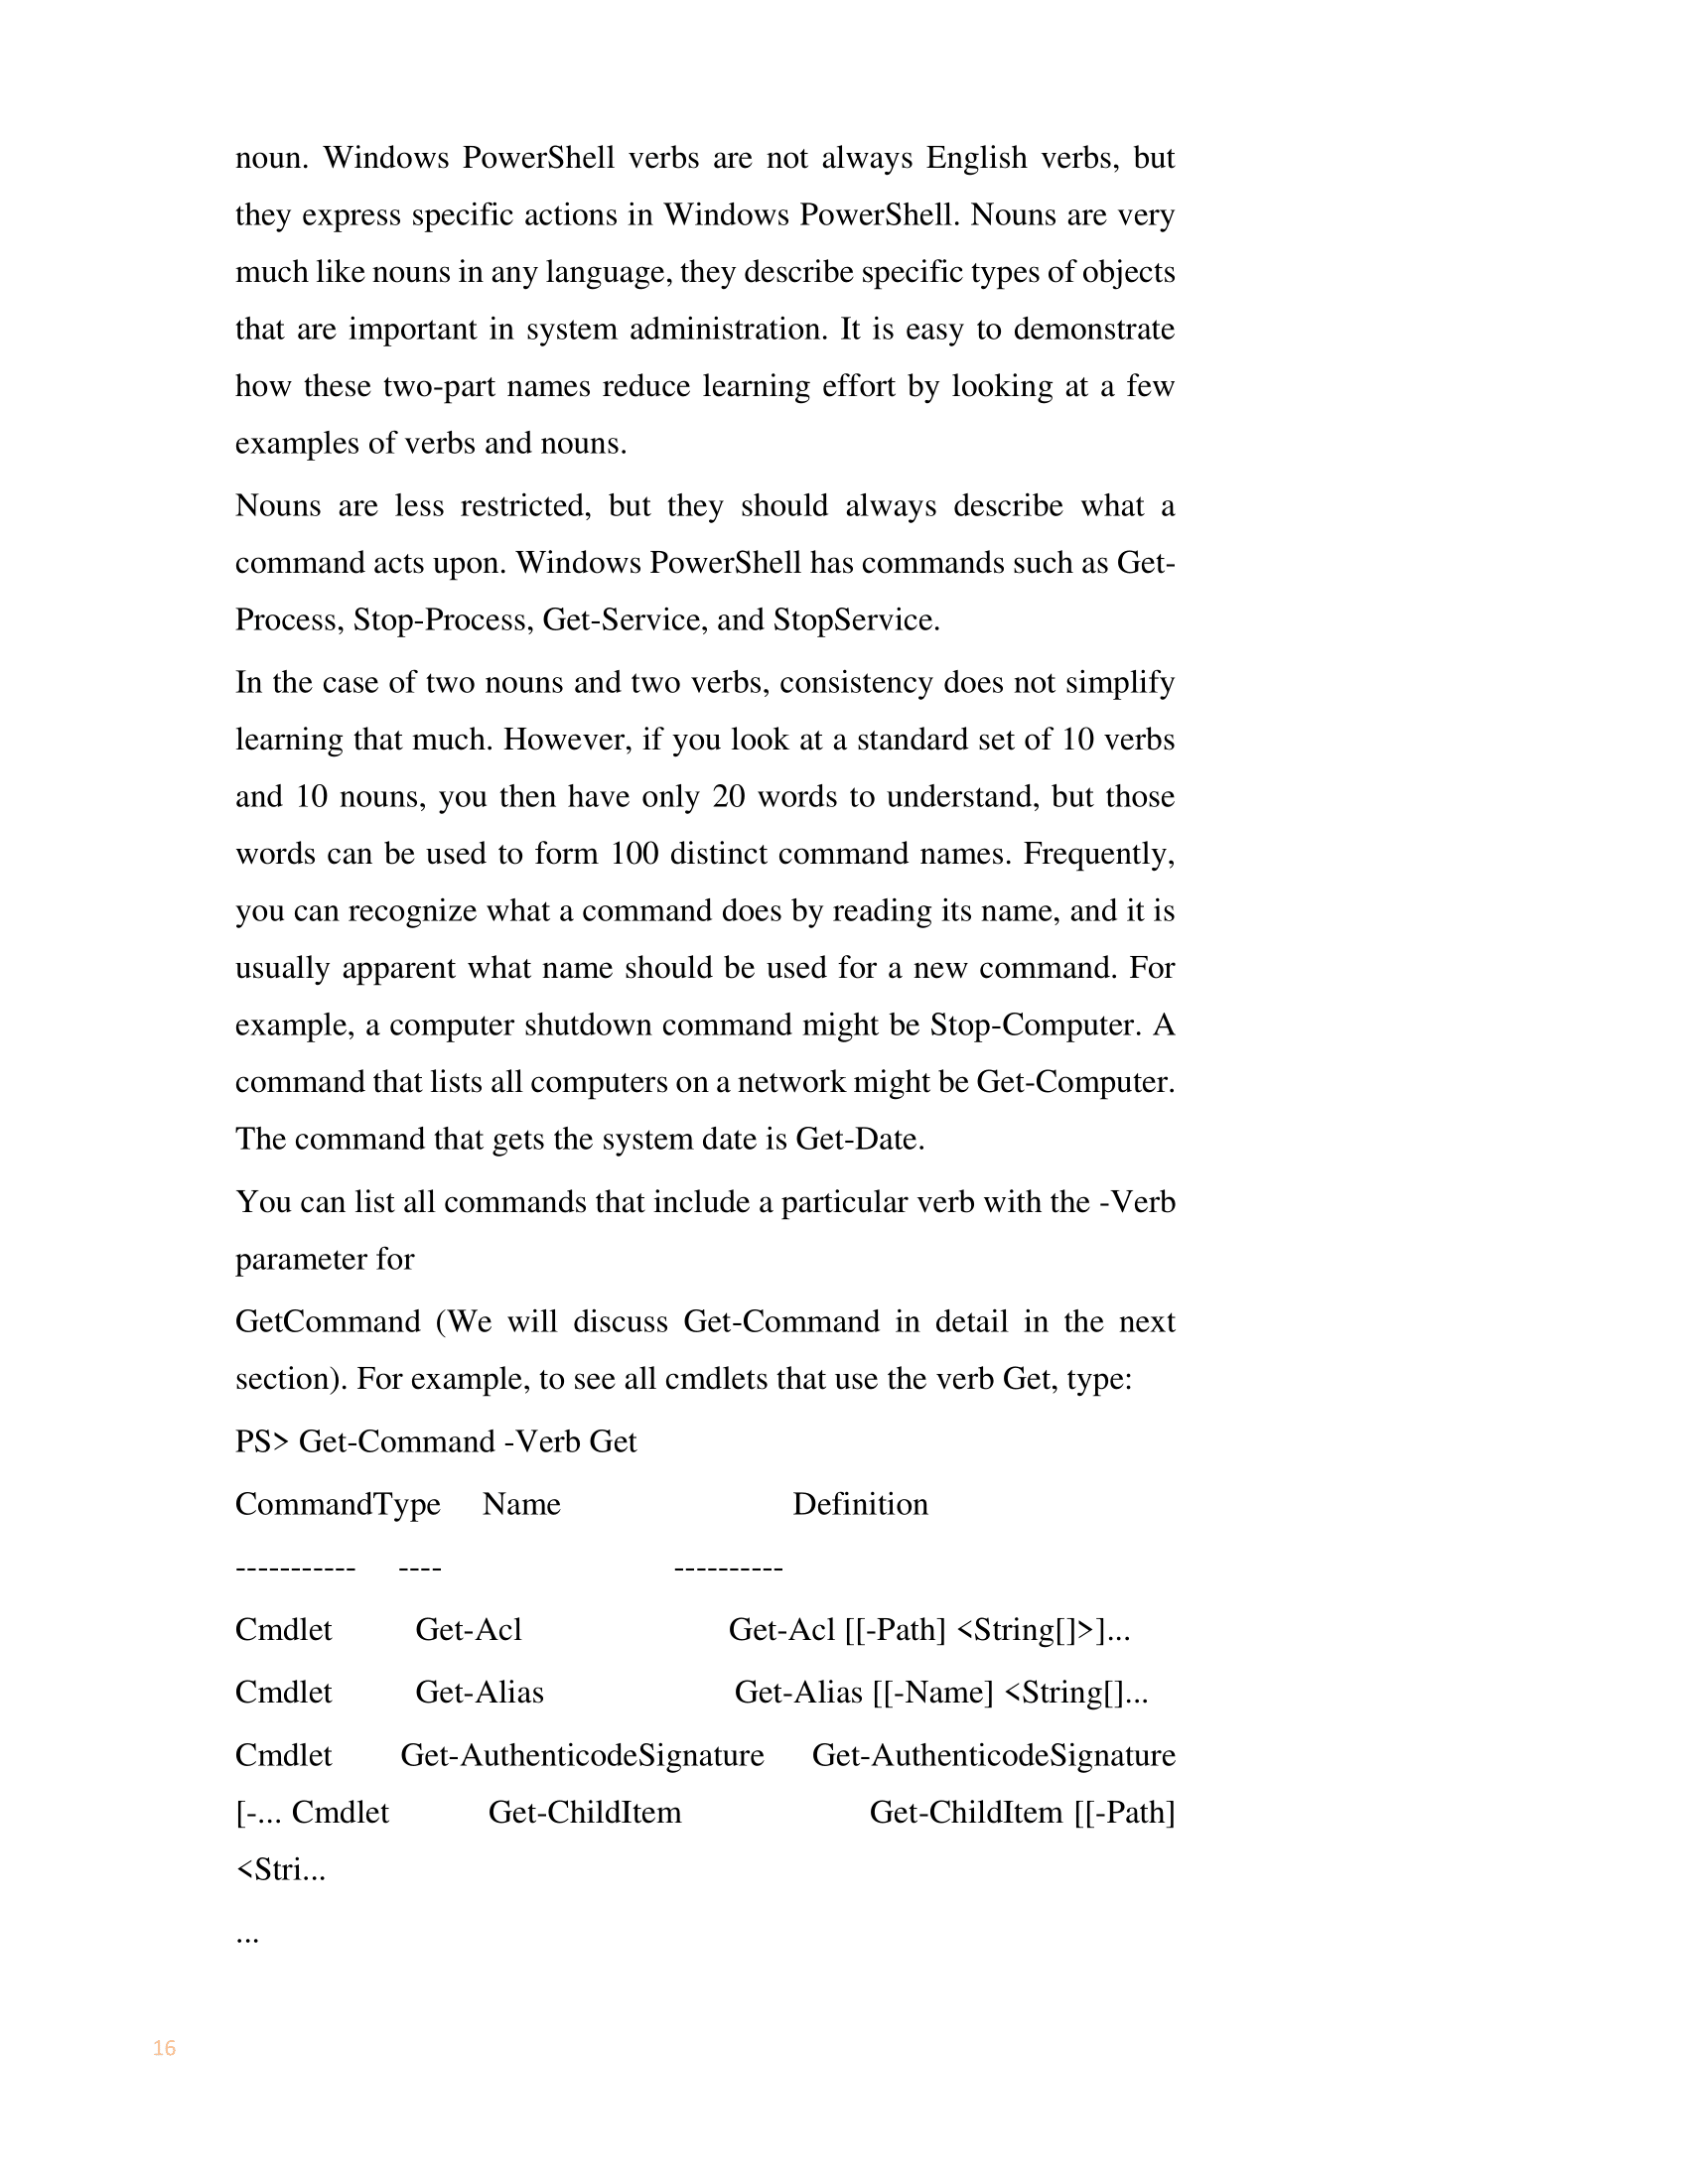 noun. Windows PowerShell verbs are not always English verbs, but
they express specific actions in Windows PowerShell. Nouns are very
much like nouns in any language, they describe specific types of objects
that are important in system administration. It is easy to demonstrate
how these two-part names reduce learning effort by looking at a few
examples of verbs and nouns.
Nouns are less restricted, but they should always describe what a
command acts upon. Windows PowerShell has commands such as Get-
Process, Stop-Process, Get-Service, and StopService.
In the case of two nouns and two verbs, consistency does not simplify
learning that much. However, if you look at a standard set of 10 verbs
and 10 nouns, you then have only 20 words to understand, but those
words can be used to form 100 distinct command names. Frequently,
you can recognize what a command does by reading its name, and it is
usually apparent what name should be used for a new command. For
example, a computer shutdown command might be Stop-Computer. A
command that lists all computers on a network might be Get-Computer.
The command that gets the system date is Get-Date.
You can list all commands that include a particular verb with the -Verb
parameter for
GetCommand (We will discuss Get-Command in detail in the next
section). For example, to see all cmdlets that use the verb Get, type:
PS> Get-Command -Verb Get
CommandType Name Definition
----------- ---- ----------
Cmdlet Get-Acl Get-Acl [[-Path] <String[]>]...
Cmdlet Get-Alias Get-Alias [[-Name] <String[]...
Cmdlet Get-AuthenticodeSignature Get-AuthenticodeSignature
[-... Cmdlet Get-ChildItem Get-ChildItem [[-Path]
<Stri...
...
16